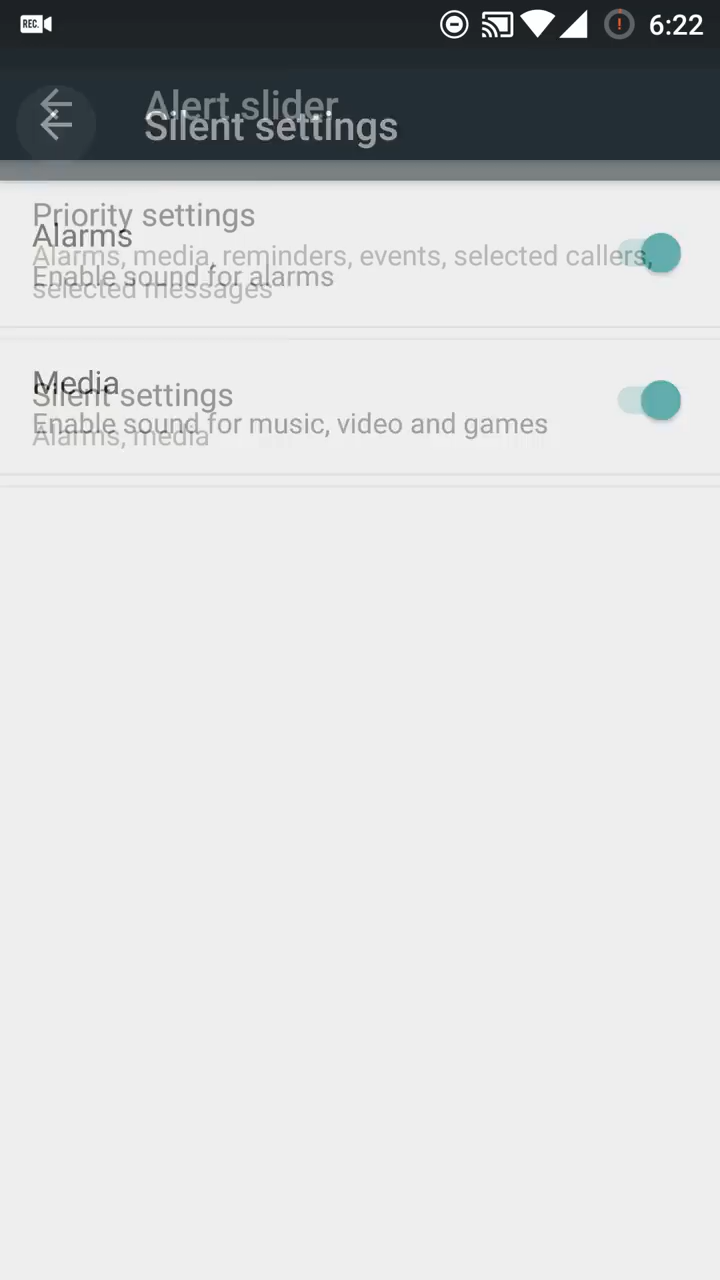 REC. 6:22
Alert slider
Silent settings
Priority settings
Alarms
Alarms, media, reminders, events, selected callers,
Enable sound for alarms
selected messages
Media
Silent settings
Enable sound for music, video and games
Alarms, media